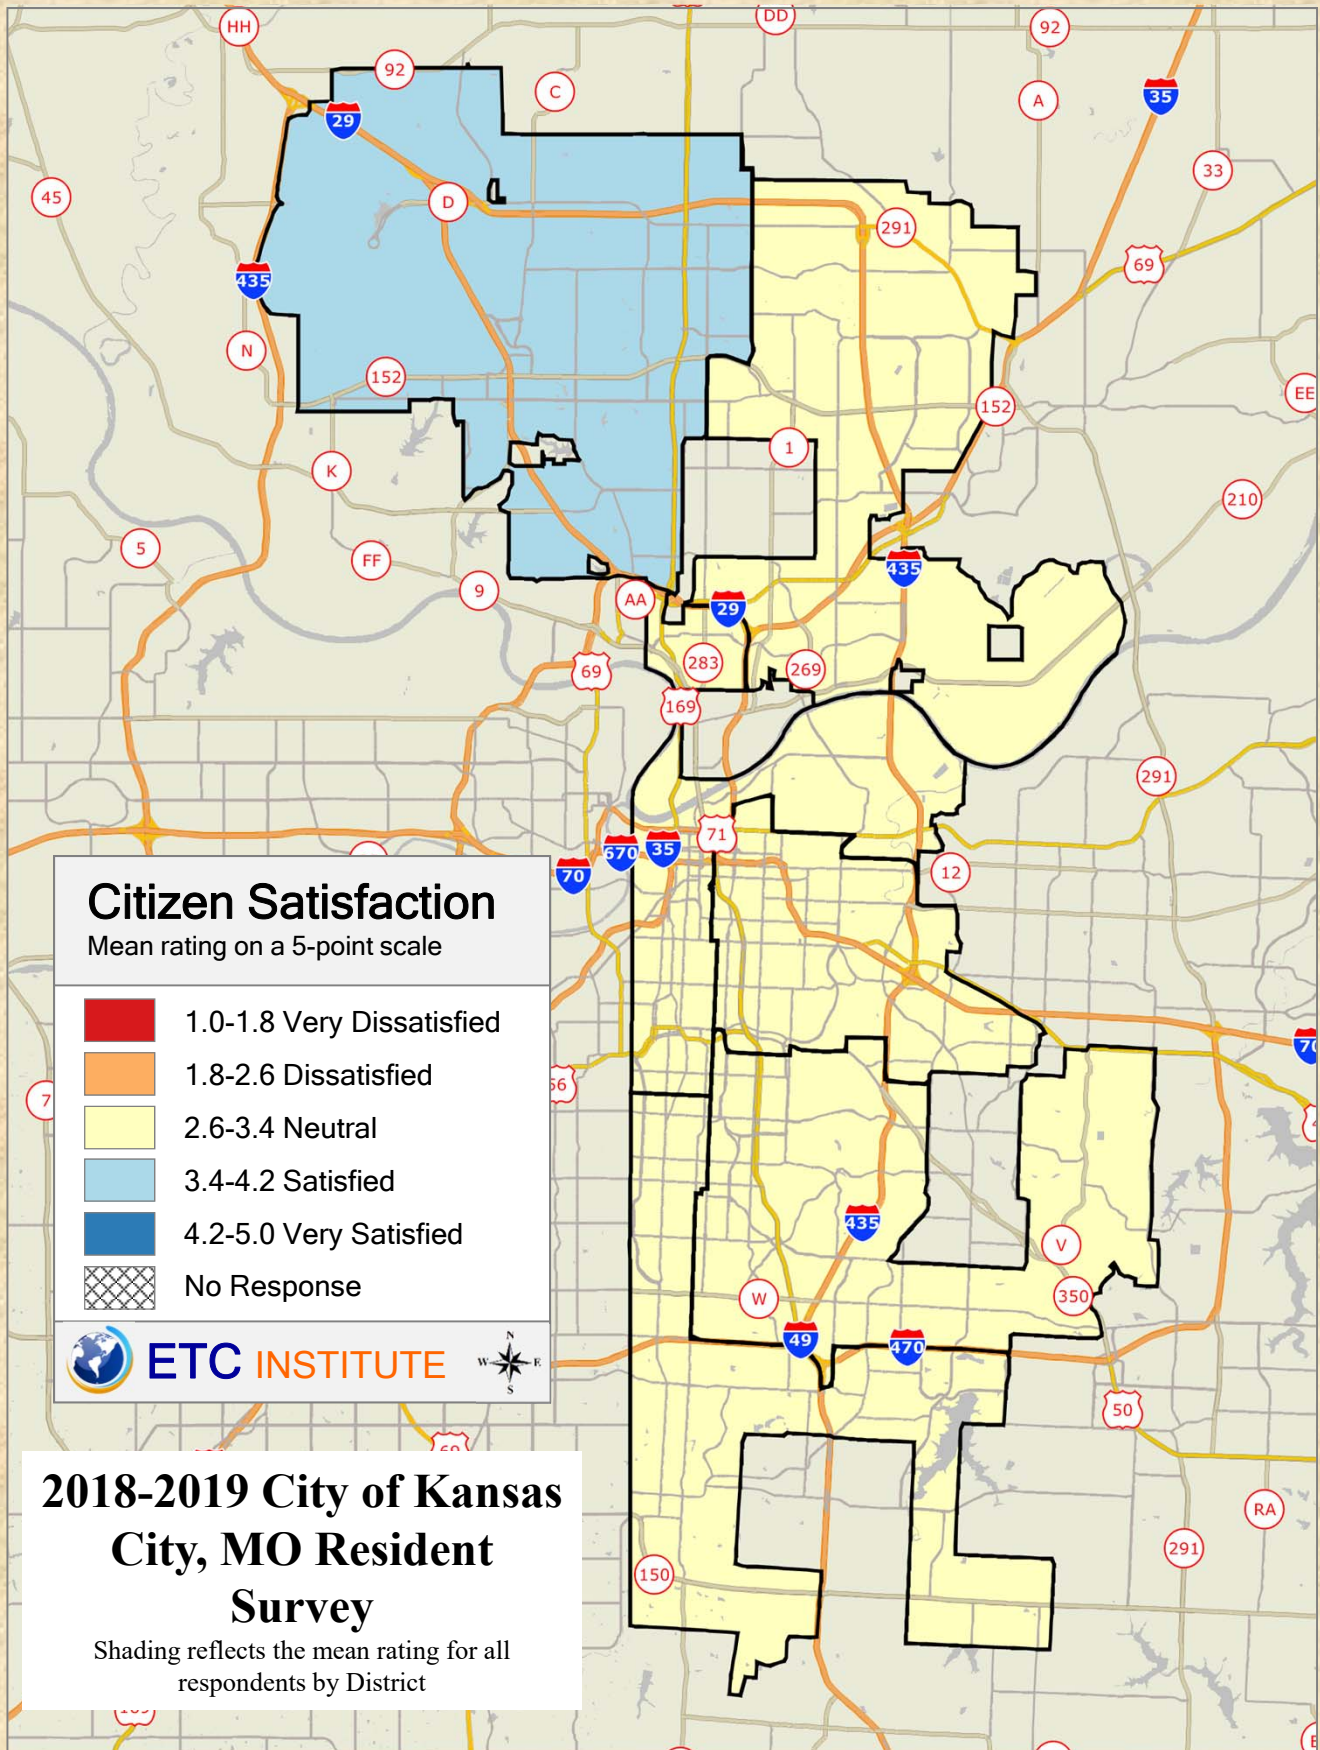 HH
DD
92
92
C
A
35
29
33
45
D
291
69
435
N
152
EE
152
1
K
210
5
FF
435
9
AA
29
283
269
69
169
291
71
670
35
70
12
Citizen Satisfaction
Mean rating on a 5-point scale
1.0-1.8 Very Dissatisfied
1.8-2.6 Dissatisfied
2.6-3.4 Neutral
3.4-4.2 Satisfied
4.2-5.0 Very Satisfied
No Response
ETC INSTITUTE
N
W
E
S
70
56
7
435
V
W
350
49
470
50
69
2018-2019 City of Kansas
City, MO Resident
Survey
Shading reflects the mean rating for all
respondents by District
RA
291
150
169